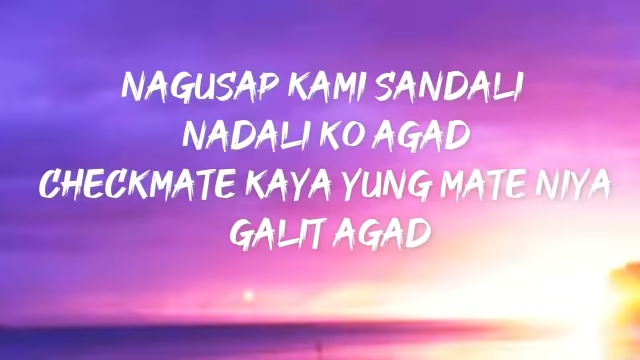 NAGUSAP KAMI SANDALI
NADALI KO AGAD
CHECKMATE KAYA YUNG MATE NIYA
GALIT AGAD